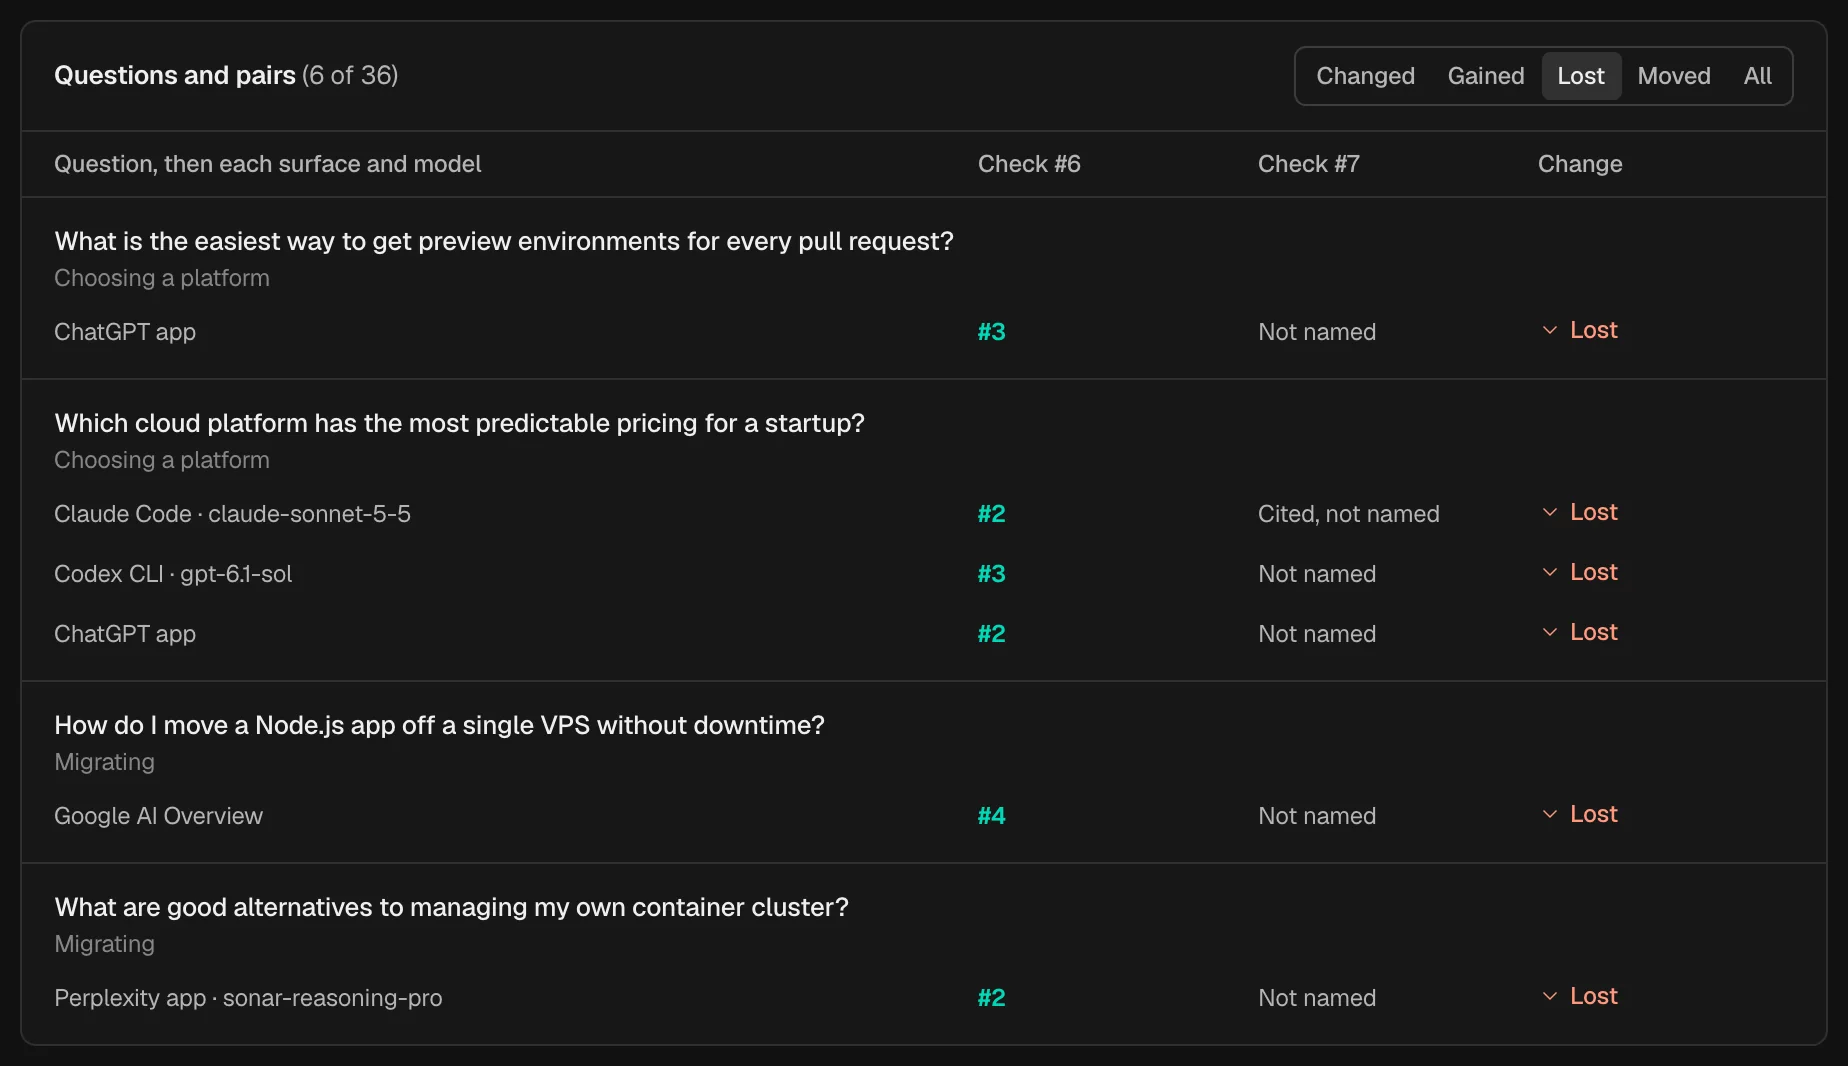 Questions and pairs (6 of 36)
Changed Gained Lost Moved All
Question, then each surface and model Check #6 Check #7 Change
What is the easiest way to get preview environments for every pull request?
Choosing a platform
ChatGPT app #3 Not named Lost
Which cloud platform has the most predictable pricing for a startup?
Choosing a platform
Claude Code · claude-sonnet-5-5 #2 Cited, not named Lost
Codex CLI · gpt-6.1-sol #3 Not named Lost
ChatGPT app #2 Not named Lost
How do I move a Node.js app off a single VPS without downtime?
Migrating
Google AI Overview #4 Not named Lost
What are good alternatives to managing my own container cluster?
Migrating
Perplexity app · sonar-reasoning-pro #2 Not named Lost